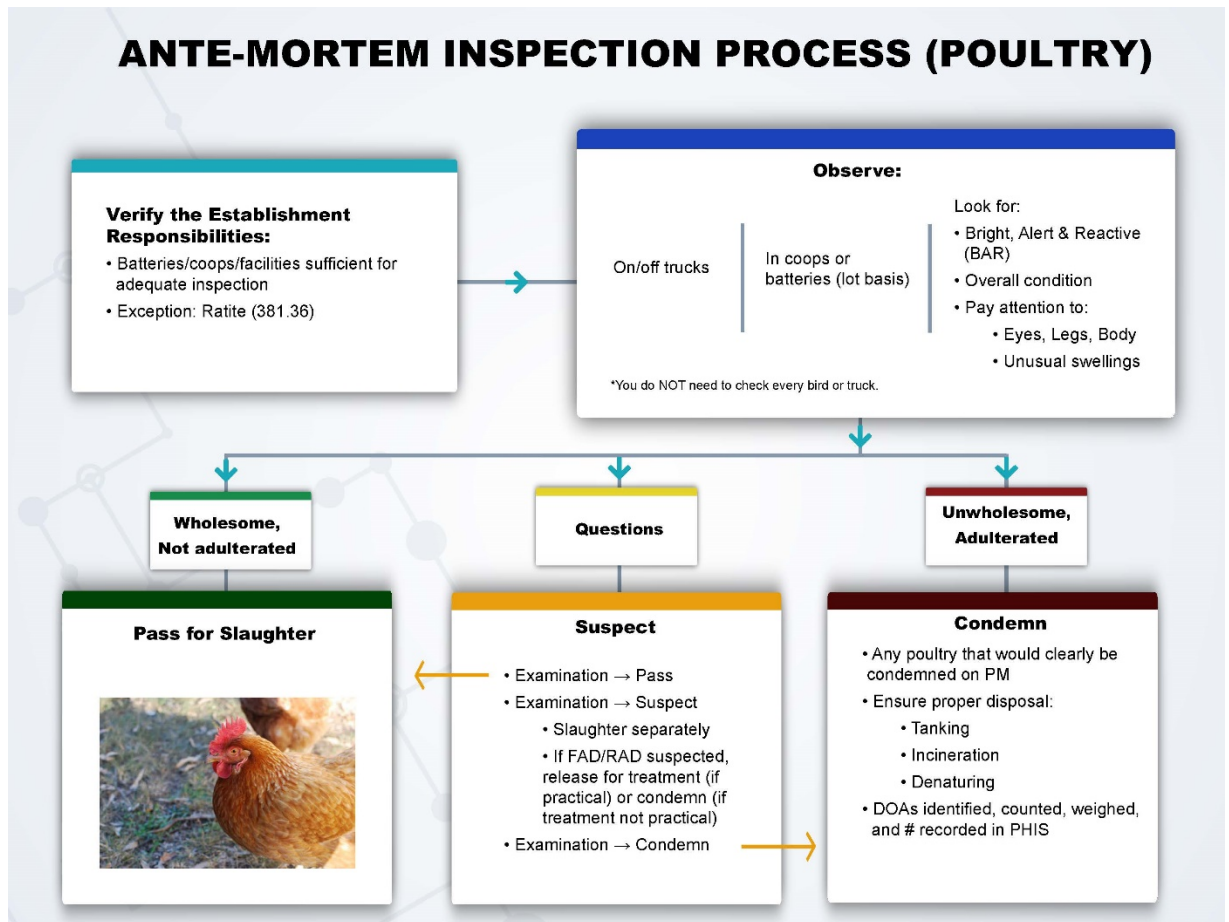 ANTE-MORTEM INSPECTION PROCESS (POULTRY)
Verify the Establishment
Responsibilities:
• Batteries/coops/facilities sufficient for
adequate inspection
• Exception: Ratite (381.36)
Observe:
On/off trucks
In coops or
batteries (lot basis)
Look for:
• Bright, Alert & Reactive
(BAR)
• Overall condition
• Pay attention to:
• Eyes, Legs, Body
• Unusual swellings
*You do NOT need to check every bird or truck.
Wholesome,
Not adulterated
Pass for Slaughter
Questions
Suspect
• Examination → Pass
• Examination → Suspect
• Slaughter separately
• If FAD/RAD suspected,
release for treatment (if
practical) or condemn (if
treatment not practical)
• Examination → Condemn
Unwholesome,
Adulterated
Condemn
• Any poultry that would clearly be
condemned on PM
• Ensure proper disposal:
• Tanking
• Incineration
• Denaturing
• DOAs identified, counted, weighed,
and # recorded in PHIS